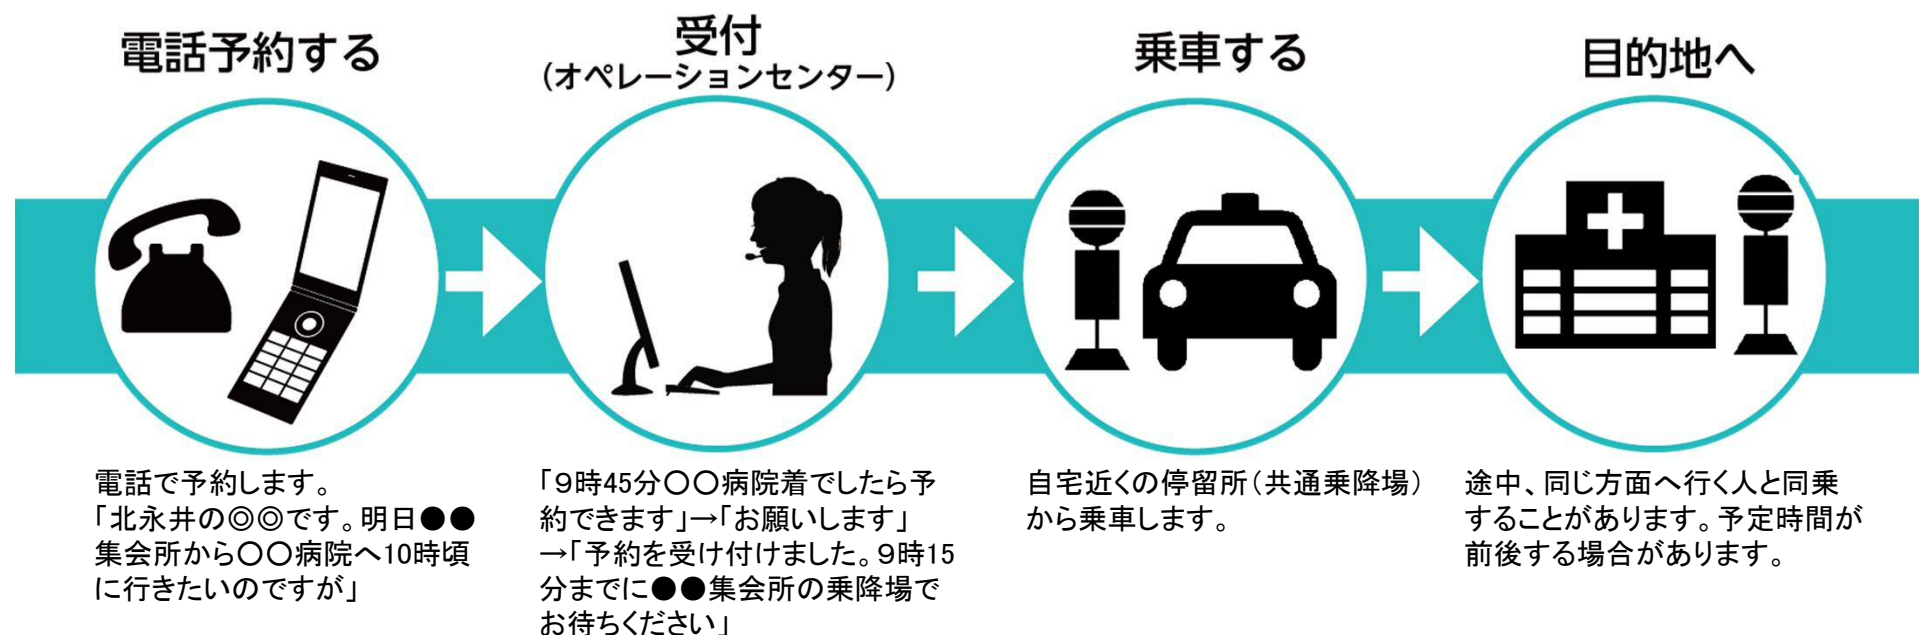 電話予約する
電話で予約します。
「北永井の◎◎です。明日●●
集会所から〇〇病院へ10時頃
に行きたいのですが」
受付
(オペレーションセンター)
「９時45分〇〇病院着でしたら予
約できます」→「お願いします」
→「予約を受け付けました。９時15
分までに●●集会所の乗降場で
お待ちください」
乗車する
自宅近くの停留所（共通乗降場）
から乗車します。
目的地へ
途中、同じ方面へ行く人と同乗
することがあります。予定時間が
前後する場合があります。